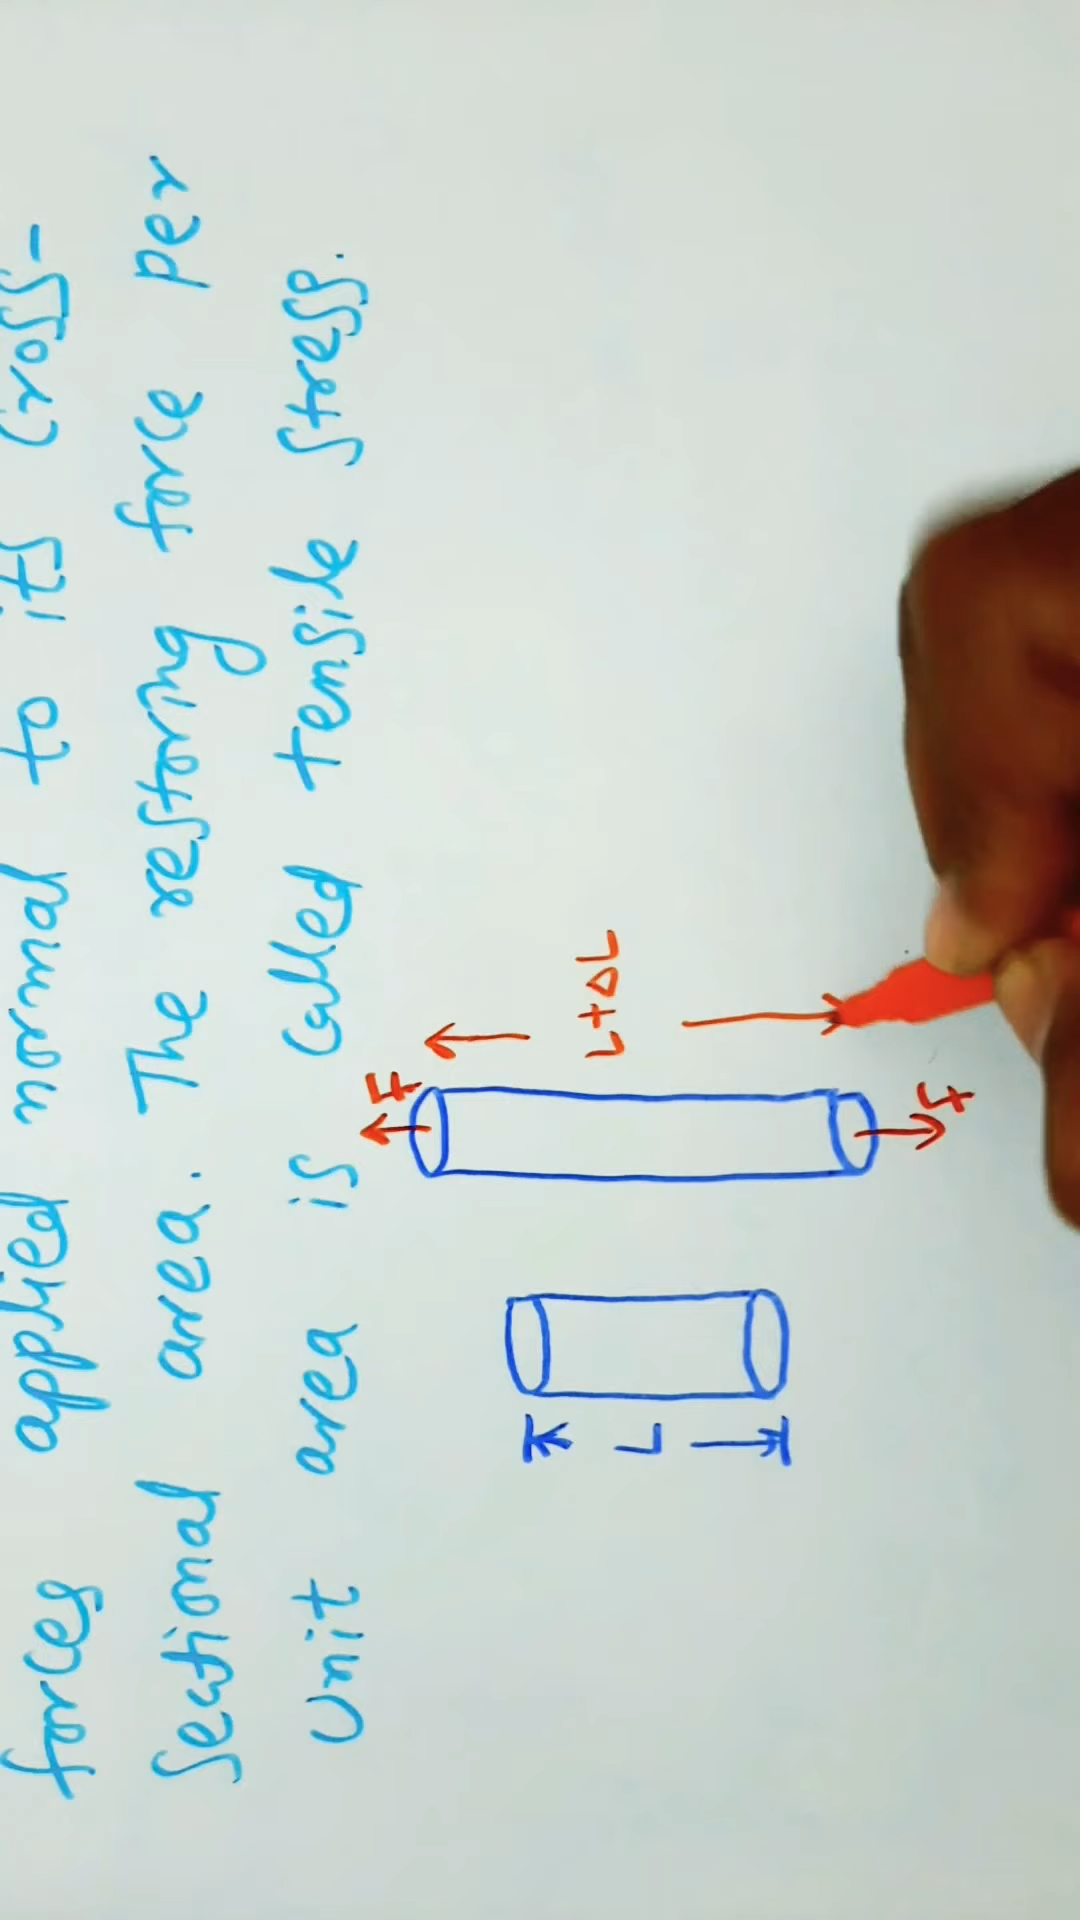 forces applied normal to its cross-
sectional area. The restoring force per
unit area is called tensile stress.
F
L
L+ΔL
F